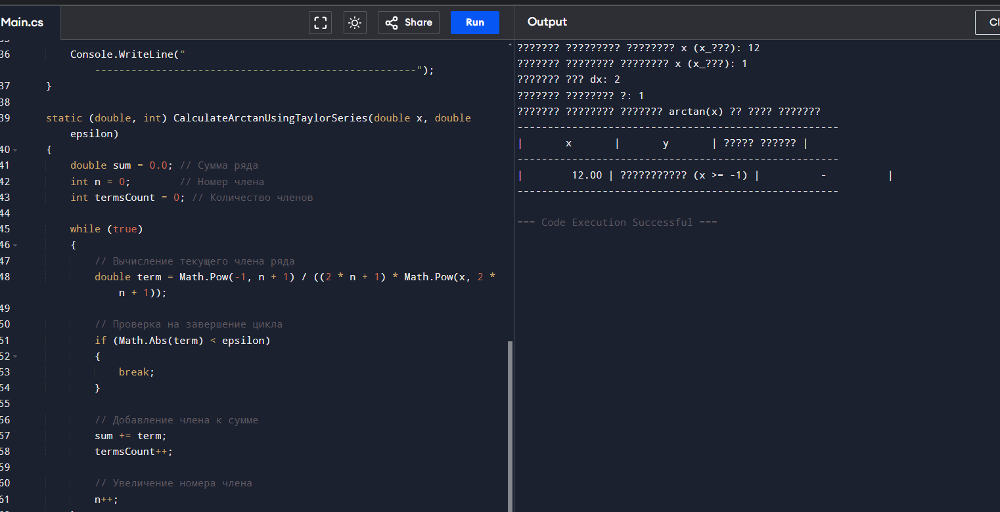 Main.cs
Share
Run
Output
36 Console.WriteLine("
-----------------------------------------------------");
37 }
38
39 static (double, int) CalculateArctanUsingTaylorSeries(double x, double
epsilon)
40 {
41 double sum = 0.0; // Сумма ряда
42 int n = 0; // Номер члена
43 int termsCount = 0; // Количество членов
44
45 while (true)
46 {
47 // Вычисление текущего члена ряда
48 double term = Math.Pow(-1, n + 1) / ((2 * n + 1) * Math.Pow(x, 2 *
n + 1));
49
50 // Проверка на завершение цикла
51 if (Math.Abs(term) < epsilon)
52 {
53 break;
54 }
55
56 // Добавление члена к сумме
57 sum += term;
58 termsCount++;
59
60 // Увеличение номера члена
61 n++;
??????? ????????? ???????? x (x_???): 12
??????? ???????? ???????? x (x_???): 1
??????? ??? dx: 2
??????? ???????? ?: 1
??????? ???????? ??????? arctan(x) ?? ???? ???????
-----------------------------------------------------
| x | y | ????? ?????? |
-----------------------------------------------------
| 12.00 | ??????????? (x >= -1) | - |
-----------------------------------------------------
=== Code Execution Successful ===